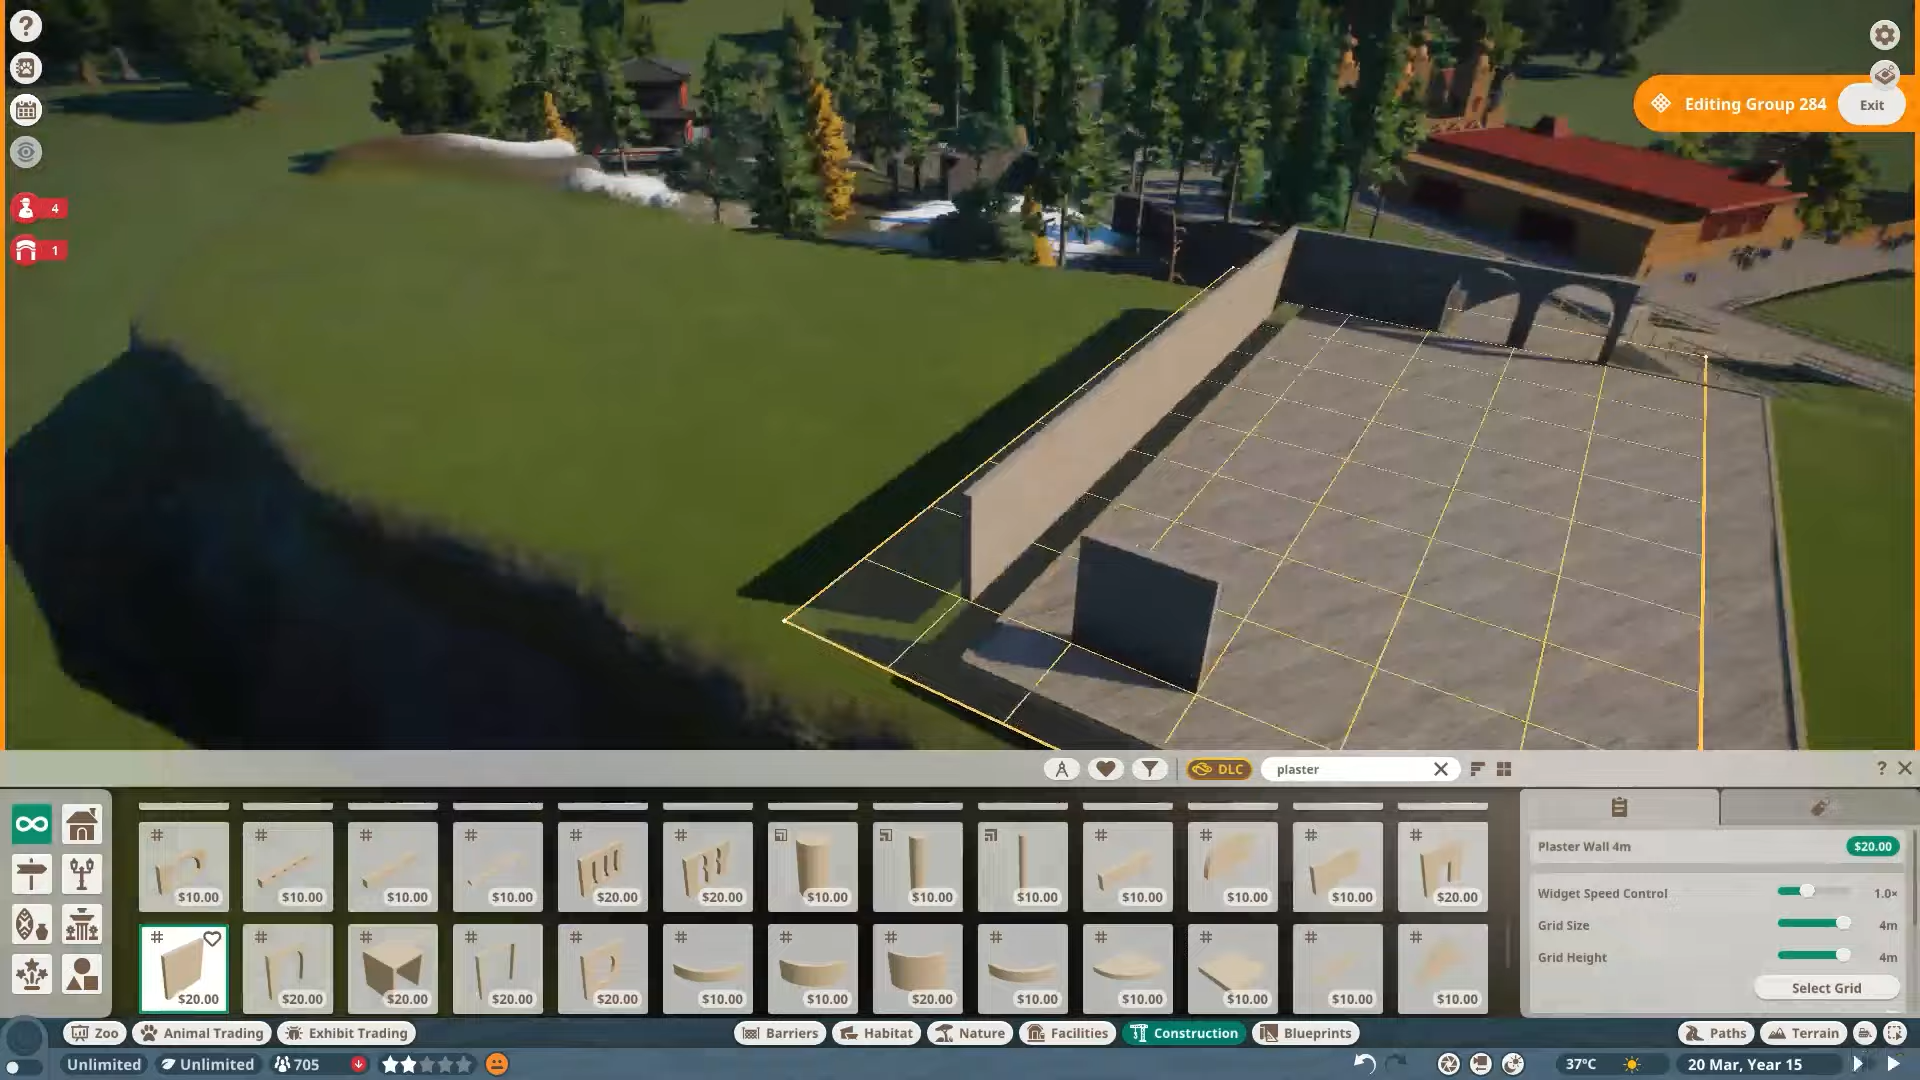 Editing Group 284
Exit
4
1
DLC
plaster
?
Plaster Wall 4m
$20.00
Widget Speed Control
1.0×
Grid Size
4m
Grid Height
4m
Select Grid
$10.00 $10.00 $10.00 $10.00 $20.00 $20.00 $10.00 $10.00 $10.00 $10.00 $10.00 $10.00 $20.00
$20.00 $20.00 $20.00 $20.00 $20.00 $10.00 $10.00 $20.00 $10.00 $10.00 $10.00 $10.00 $10.00
Zoo Animal Trading Exhibit Trading Barriers Habitat Nature Facilities Construction Blueprints Paths Terrain
Unlimited Unlimited 705 37°C 20 Mar, Year 15